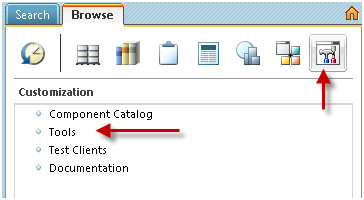 Search
Browse
Customization
Component Catalog
Tools
Test Clients
Documentation